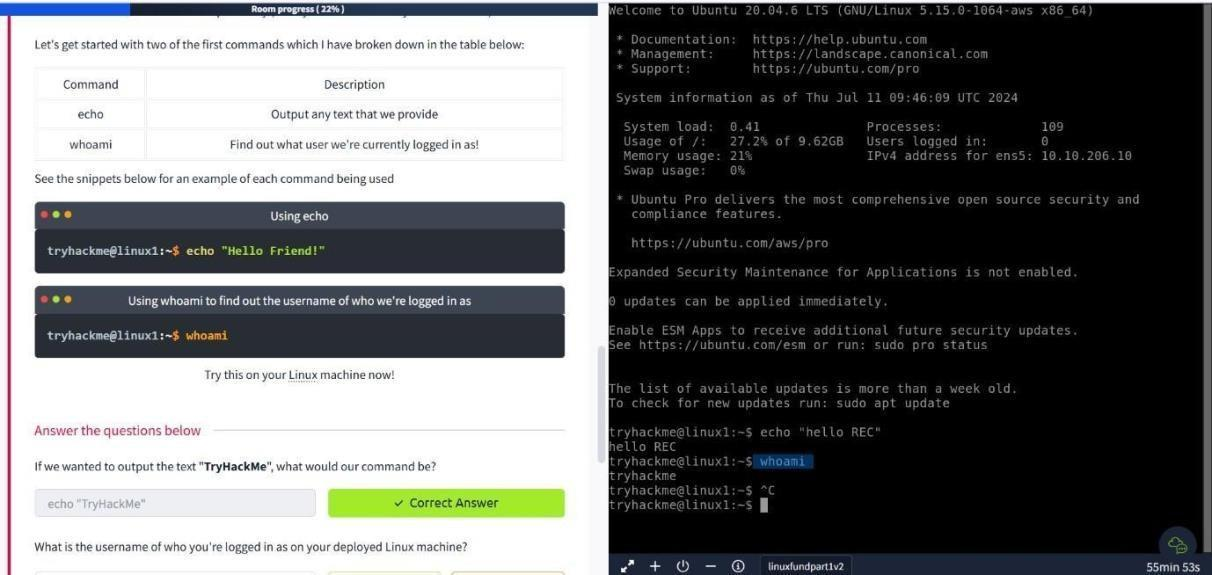 Room progress ( 22% )
Let's get started with two of the first commands which I have broken down in the table below:
Command Description
echo Output any text that we provide
whoami Find out what user we're currently logged in as!
See the snippets below for an example of each command being used
Using echo
tryhackme@linux1:~$ echo "Hello Friend!"
Using whoami to find out the username of who we're logged in as
tryhackme@linux1:~$ whoami
Try this on your Linux machine now!
Answer the questions below
If we wanted to output the text "TryHackMe", what would our command be?
echo "TryHackMe"
✓ Correct Answer
What is the username of who you're logged in as on your deployed Linux machine?
Welcome to Ubuntu 20.04.6 LTS (GNU/Linux 5.15.0-1064-aws x86_64)
* Documentation: https://help.ubuntu.com
* Management: https://landscape.canonical.com
* Support: https://ubuntu.com/pro
System information as of Thu Jul 11 09:46:09 UTC 2024
System load: 0.41 Processes: 109
Usage of /: 27.2% of 9.62GB Users logged in: 0
Memory usage: 21% IPv4 address for ens5: 10.10.206.10
Swap usage: 0%
* Ubuntu Pro delivers the most comprehensive open source security and
compliance features.
https://ubuntu.com/aws/pro
Expanded Security Maintenance for Applications is not enabled.
0 updates can be applied immediately.
Enable ESM Apps to receive additional future security updates.
See https://ubuntu.com/esm or run: sudo pro status
The list of available updates is more than a week old.
To check for new updates run: sudo apt update
tryhackme@linux1:~$ echo "hello REC"
hello REC
tryhackme@linux1:~$ whoami
tryhackme
tryhackme@linux1:~$ ^C
tryhackme@linux1:~$
linuxfundpart1v2
55min 53s